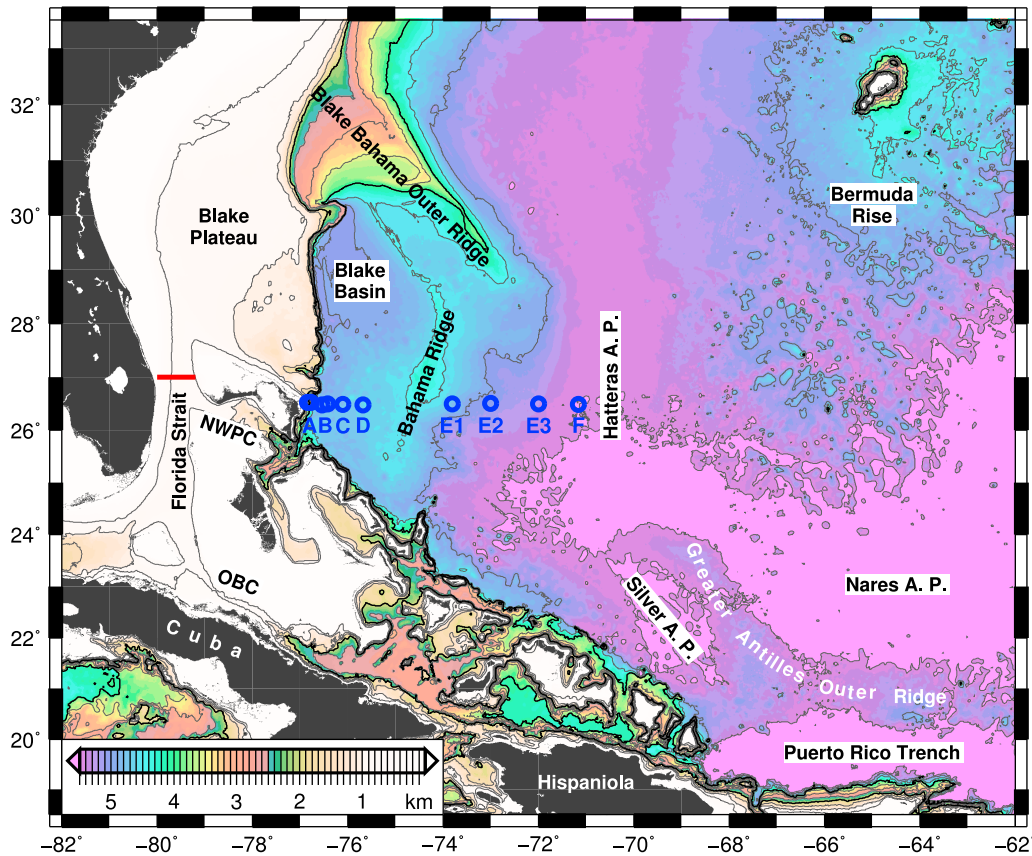 32°
30°
28°
26°
24°
22°
20°
Blake Bahama Outer Ridge
Bermuda
Rise
Blake
Plateau
Blake
Basin
Bahama Ridge
Hatteras A. P.
A B C D E1 E2 E3 F
NWPC
Florida Strait
OBC
Cuba
Silver A. P.
Greater Antilles Outer Ridge
Nares A. P.
Puerto Rico Trench
Hispaniola
5 4 3 2 1 km
−82 −80 −78 −76 −74 −72 −70 −68 −66 −64 −62